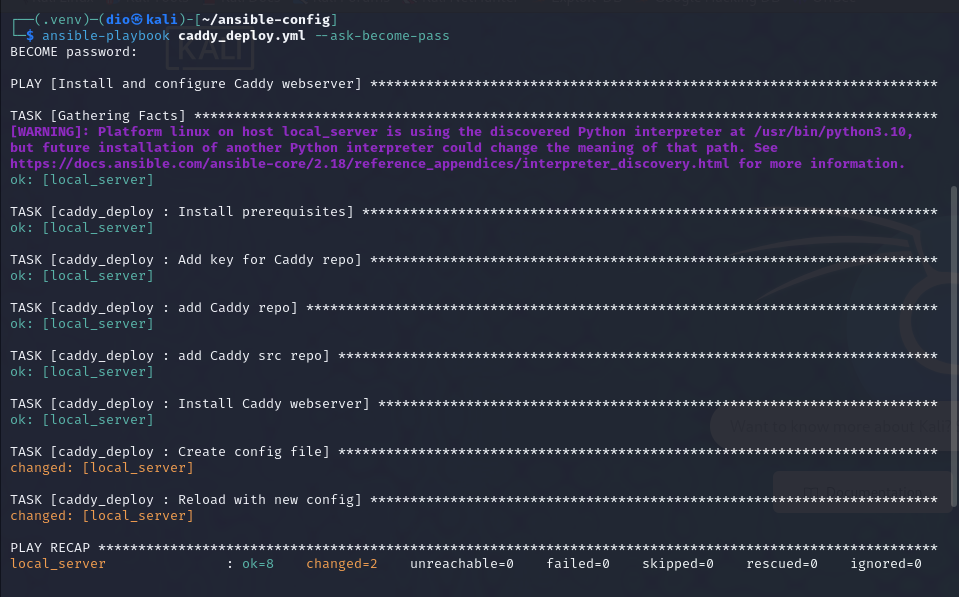 ┌──(.venv)─(dio㉿kali)-[~/ansible-config]
└─$ ansible-playbook caddy_deploy.yml --ask-become-pass
BECOME password:
PLAY [Install and configure Caddy webserver] ***********************************************************************
TASK [Gathering Facts] *********************************************************************************************
[WARNING]: Platform linux on host local_server is using the discovered Python interpreter at /usr/bin/python3.10,
but future installation of another Python interpreter could change the meaning of that path. See
https://docs.ansible.com/ansible-core/2.18/reference_appendices/interpreter_discovery.html for more information.
ok: [local_server]
TASK [caddy_deploy : Install prerequisites] ************************************************************************
ok: [local_server]
TASK [caddy_deploy : Add key for Caddy repo] ***********************************************************************
ok: [local_server]
TASK [caddy_deploy : add Caddy repo] *******************************************************************************
ok: [local_server]
TASK [caddy_deploy : add Caddy src repo] ***************************************************************************
ok: [local_server]
TASK [caddy_deploy : Install Caddy webserver] **********************************************************************
ok: [local_server]
TASK [caddy_deploy : Create config file] ***************************************************************************
changed: [local_server]
TASK [caddy_deploy : Reload with new config] ***********************************************************************
changed: [local_server]
PLAY RECAP *********************************************************************************************************
local_server               : ok=8    changed=2    unreachable=0    failed=0    skipped=0    rescued=0    ignored=0
KALI
Want to know more about Kali